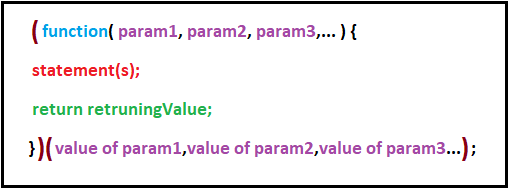 ( function( param1, param2, param3,... ) {
statement(s);
return retruningValue;
})( value of param1,value of param2,value of param3...) ;